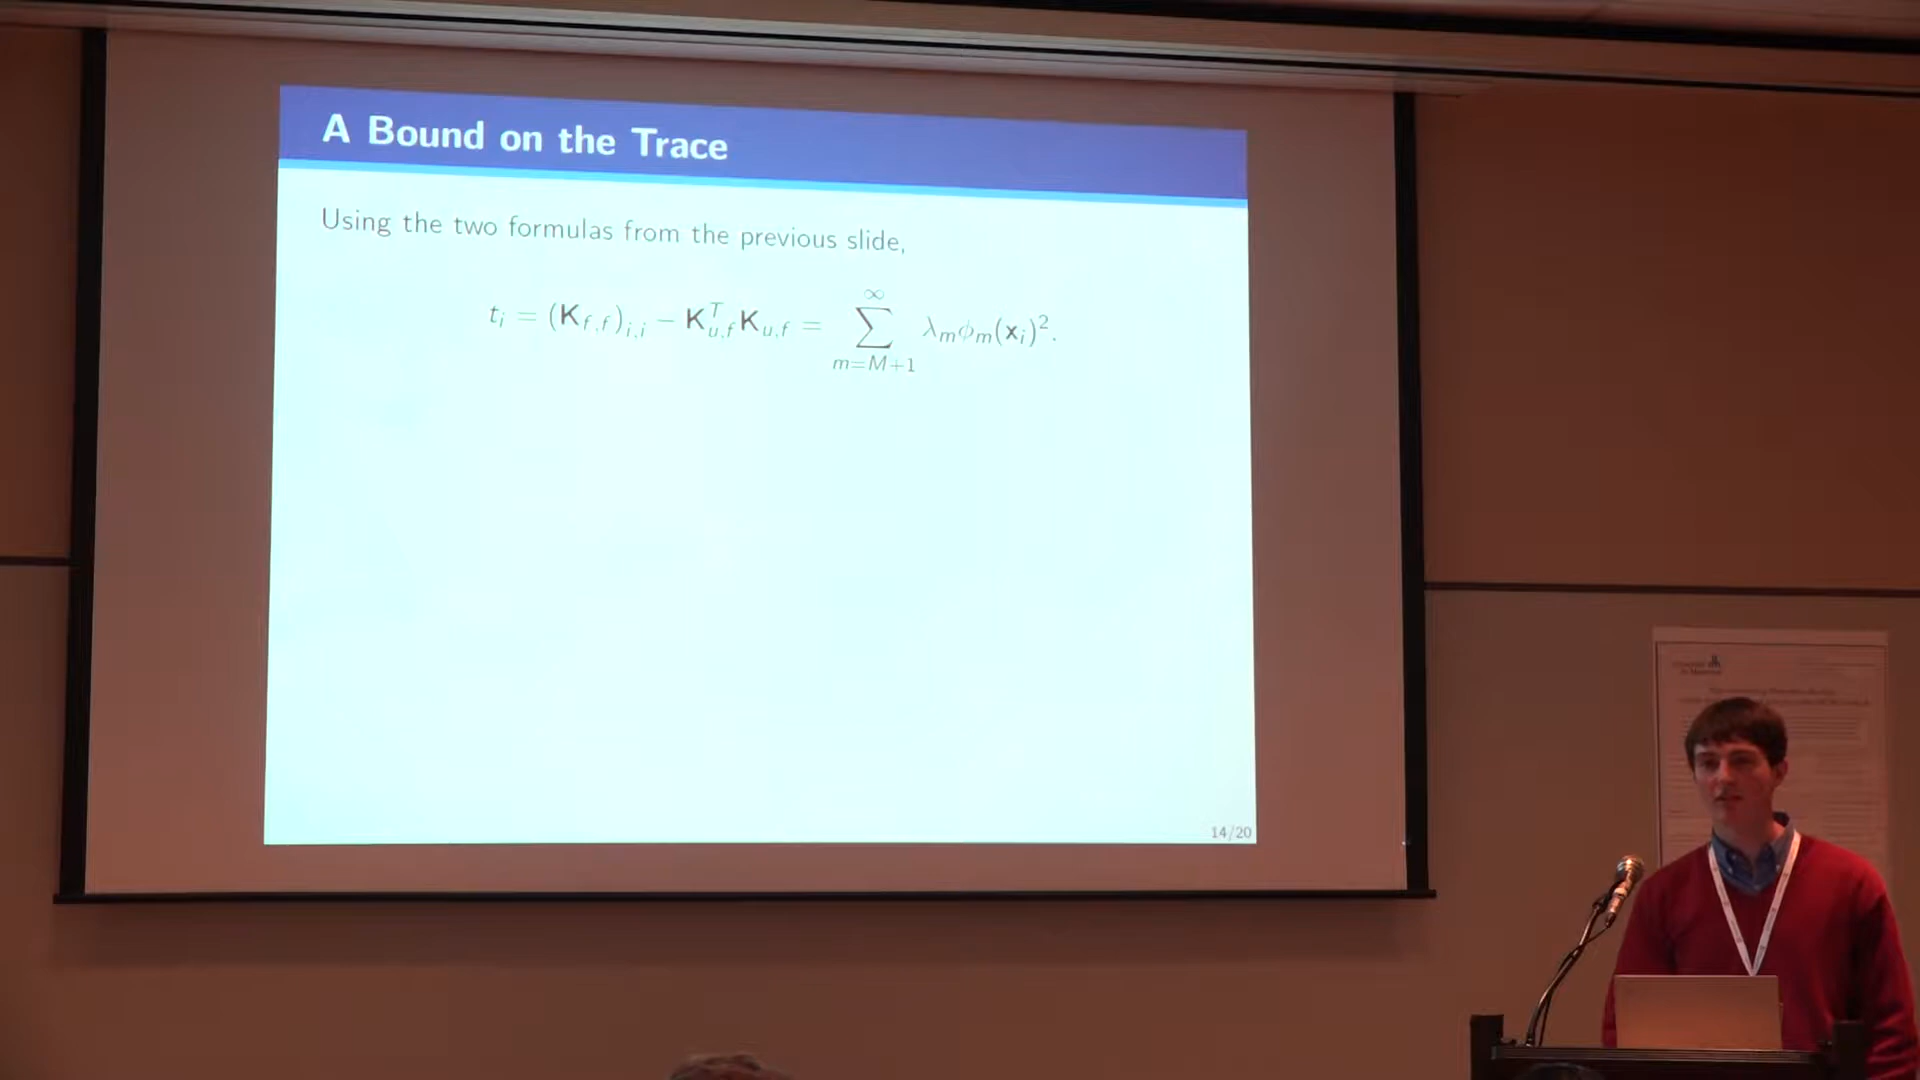 A Bound on the Trace
Using the two formulas from the previous slide,
t_i = (K_{f,f})_{i,i} − K_{u,f}^T K_{u,f} = ∑_{m=M+1}^∞ λ_m ϕ_m(x_i)^2.
14/20